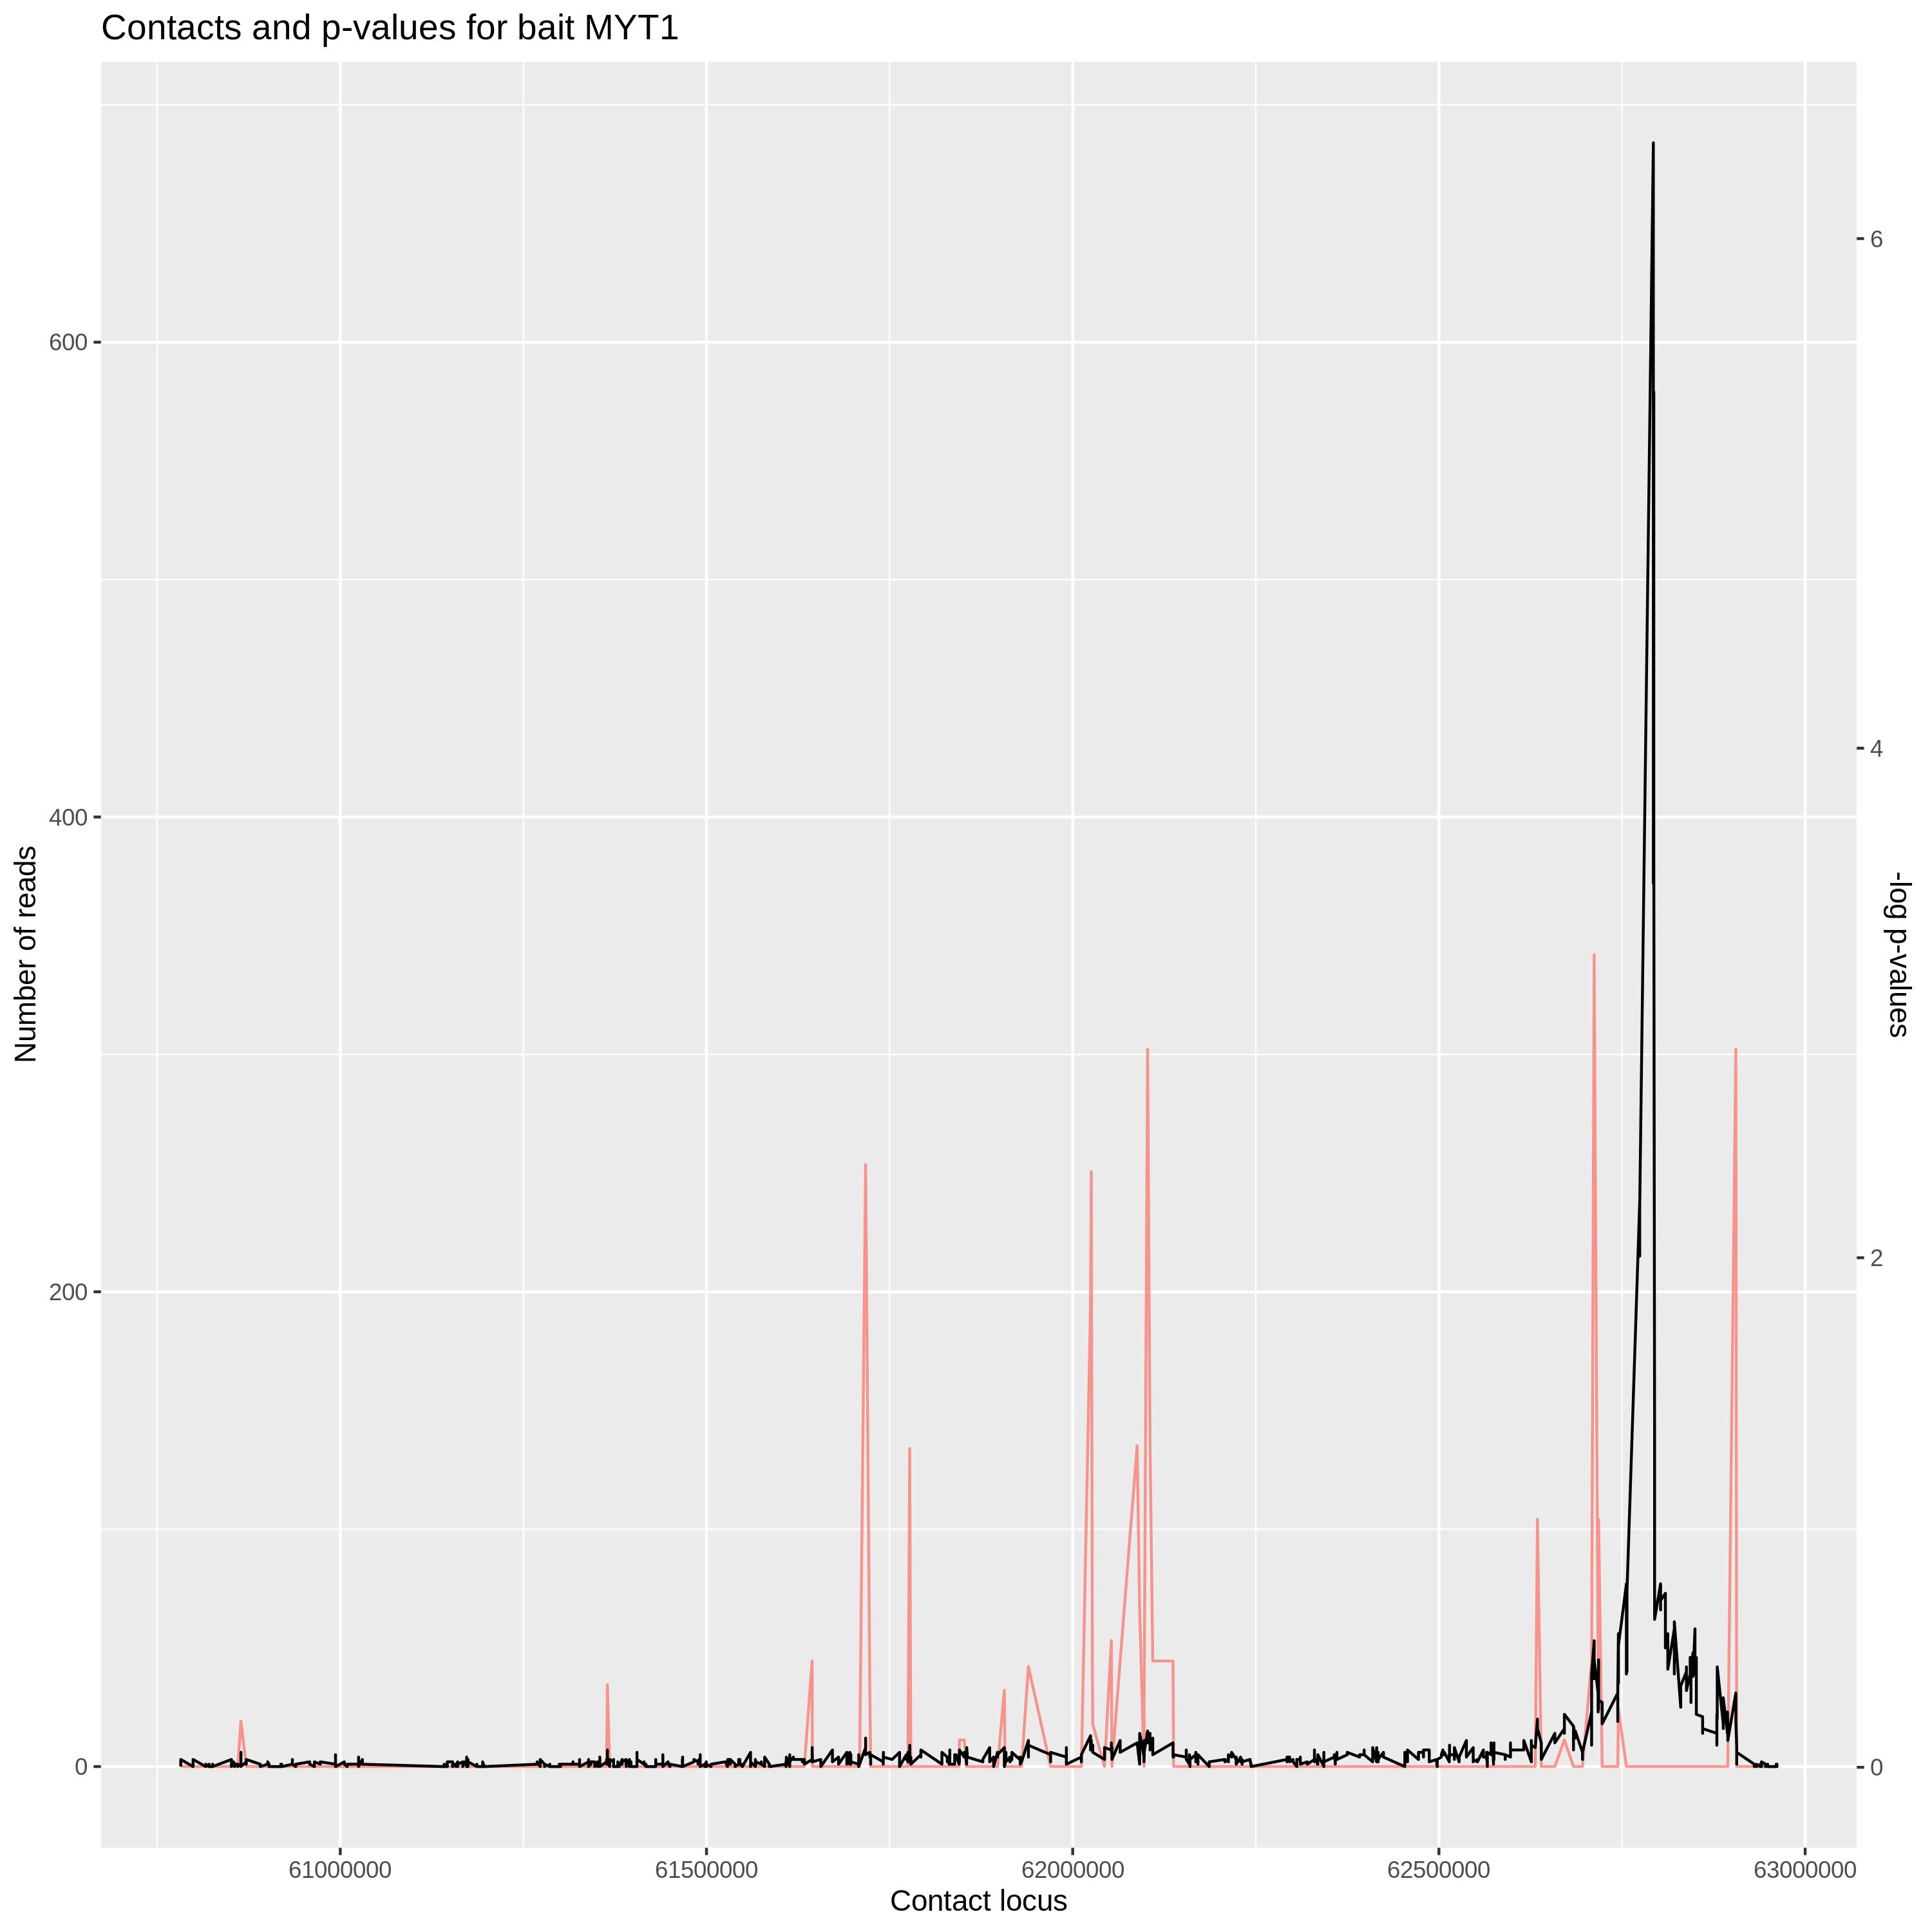 Contacts and p-values for bait MYT1
600
400
200
0
Number of reads
6
4
2
0
-log p-values
61000000 61500000 62000000 62500000 63000000
Contact locus